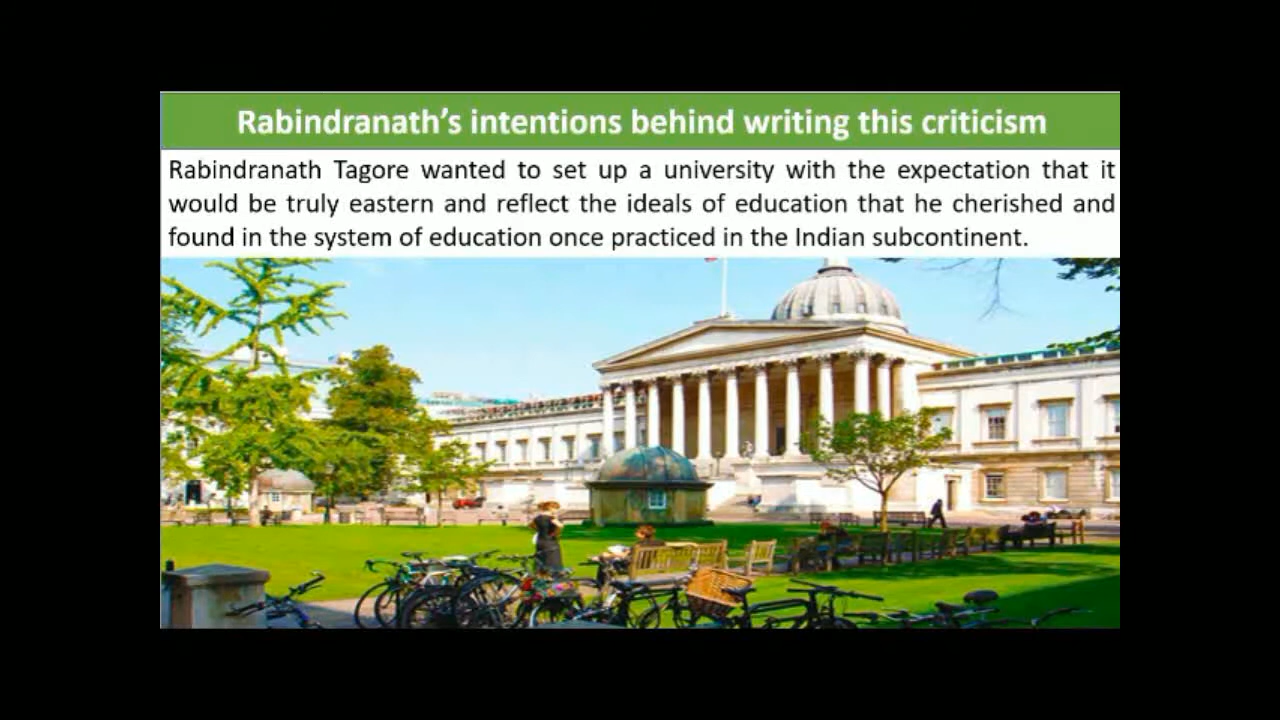 Rabindranath’s intentions behind writing this criticism
Rabindranath Tagore wanted to set up a university with the expectation that it
would be truly eastern and reflect the ideals of education that he cherished and
found in the system of education once practiced in the Indian subcontinent.